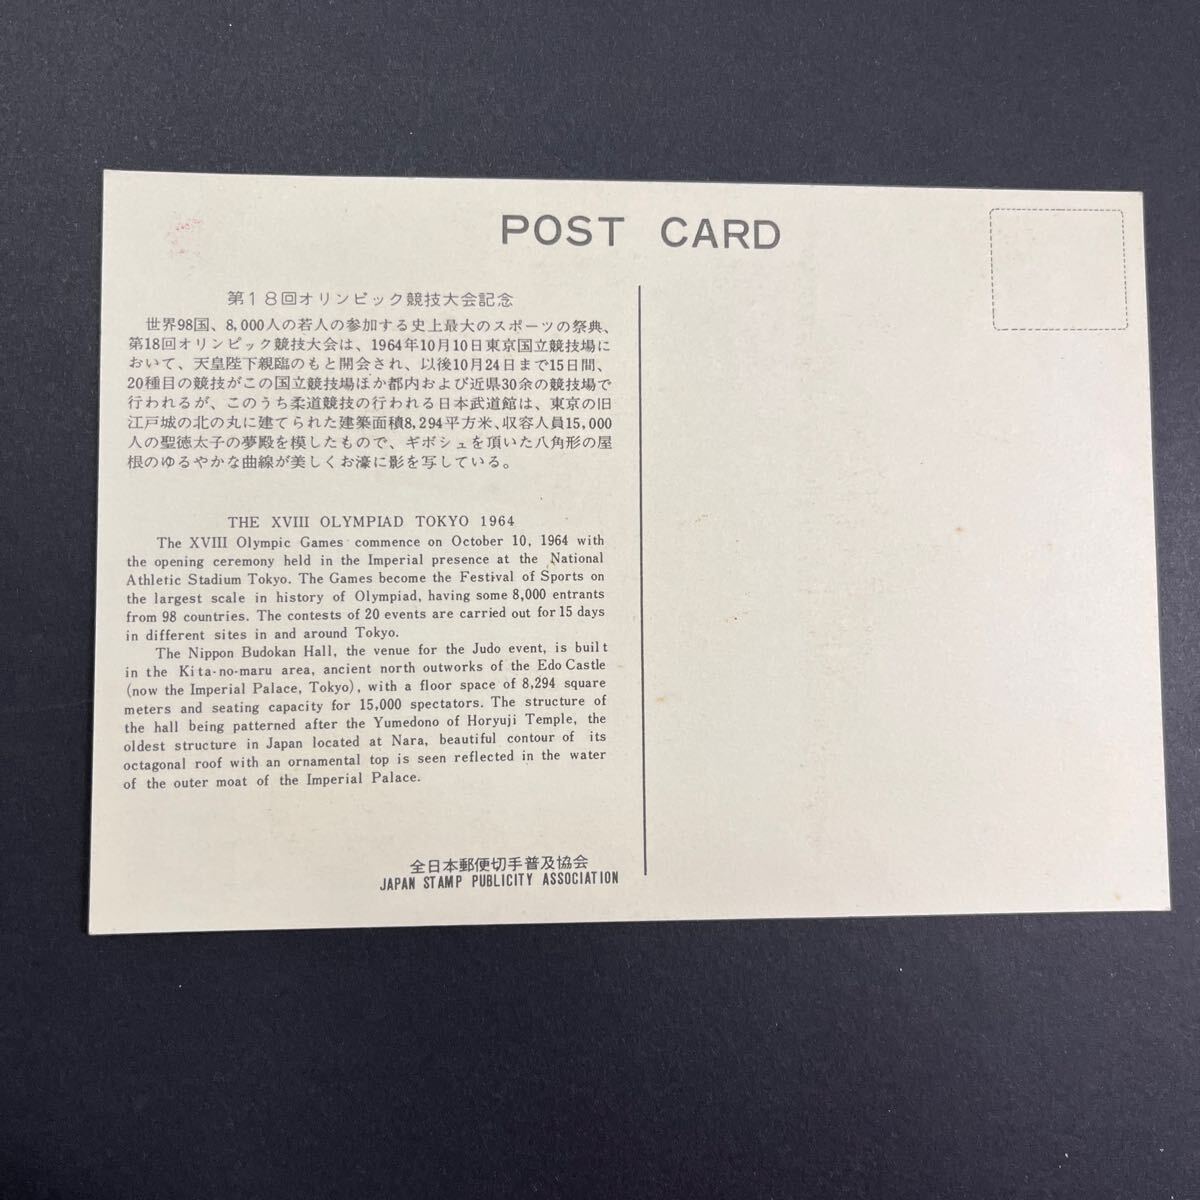 POST CARD
第18回オリンピック競技大会記念
世界98国、8,000人の若人の参加する史上最大のスポーツの祭典、
第18回オリンピック競技大会は、1964年10月10日東京国立競技場に
おいて、天皇陛下親臨のもと開会され、以後10月24日まで15日間、
20種目の競技がこの国立競技場ほか都内および近県30余の競技場で
行われるが、このうち柔道競技の行われる日本武道館は、東京の旧
江戸城の北の丸に建てられた建築面積8,294平方米、収容人員15,000
人の聖徳太子の夢殿を模したもので、ギボシュを頂いた八角形の屋
根のゆるやかな曲線が美しくお濠に影を写している。
THE XVIII OLYMPIAD TOKYO 1964
The XVIII Olympic Games commence on October 10, 1964 with
the opening ceremony held in the Imperial presence at the National
Athletic Stadium Tokyo. The Games become the Festival of Sports on
the largest scale in history of Olympiad, having some 8,000 entrants
from 98 countries. The contests of 20 events are carried out for 15 days
in different sites in and around Tokyo.
The Nippon Budokan Hall, the venue for the Judo event, is built
in the Kita-no-maru area, ancient north outworks of the Edo Castle
(now the Imperial Palace, Tokyo), with a floor space of 8,294 square
meters and seating capacity for 15,000 spectators. The structure of
the hall being patterned after the Yumedono of Horyuji Temple, the
oldest structure in Japan located at Nara, beautiful contour of its
octagonal roof with an ornamental top is seen reflected in the water
of the outer moat of the Imperial Palace.
全日本郵便切手普及協会
JAPAN STAMP PUBLICITY ASSOCIATION